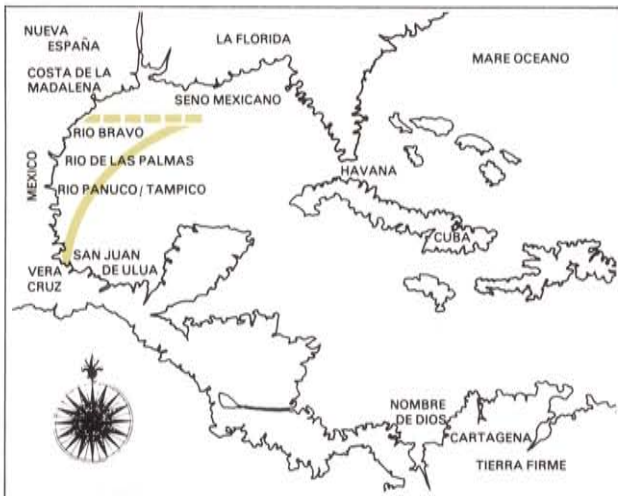 NUEVA
ESPAÑA
LA FLORIDA
MARE OCEANO
COSTA DE LA
MADALENA
SENO MEXICANO
RIO BRAVO
MEXICO
RIO DE LAS PALMAS
HAVANA
RIO PANUCO / TAMPICO
CUBA
SAN JUAN
DE ULUA
VERA
CRUZ
NOMBRE
DE DIOS
CARTAGENA
TIERRA FIRME